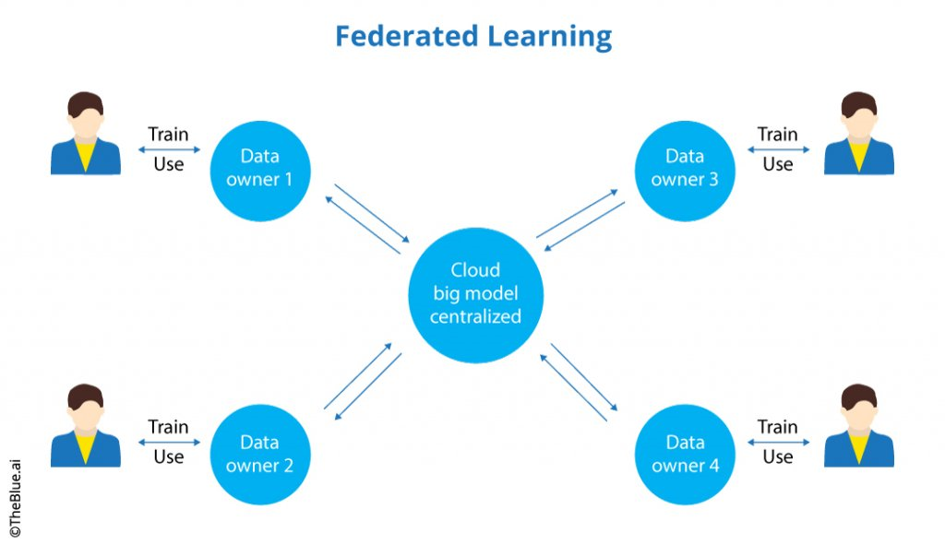 Federated Learning
Train
Use
Data
owner 1
Data
owner 3
Train
Use
Cloud
big model
centralized
Train
Use
Data
owner 2
Data
owner 4
Train
Use
©TheBlue.ai